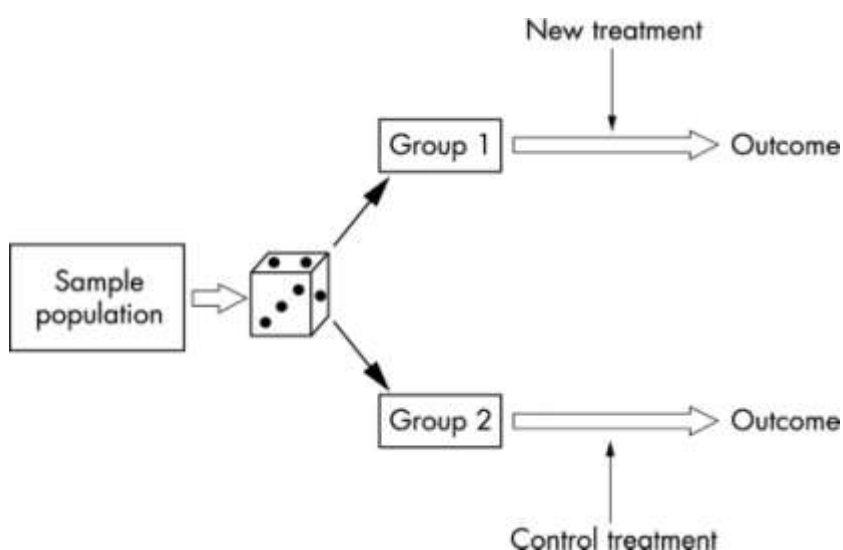 New treatment
Group 1
Outcome
Sample
population
Group 2
Outcome
Control treatment